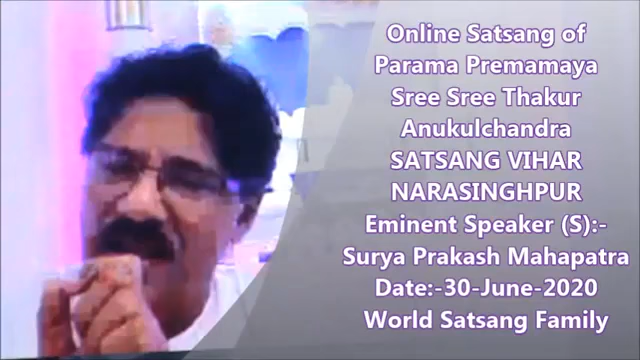 Online Satsang of
Parama Premamaya
Sree Sree Thakur
Anukulchandra
SATSANG VIHAR
NARASINGHPUR
Eminent Speaker (S):-
Surya Prakash Mahapatra
Date:-30-June-2020
World Satsang Family